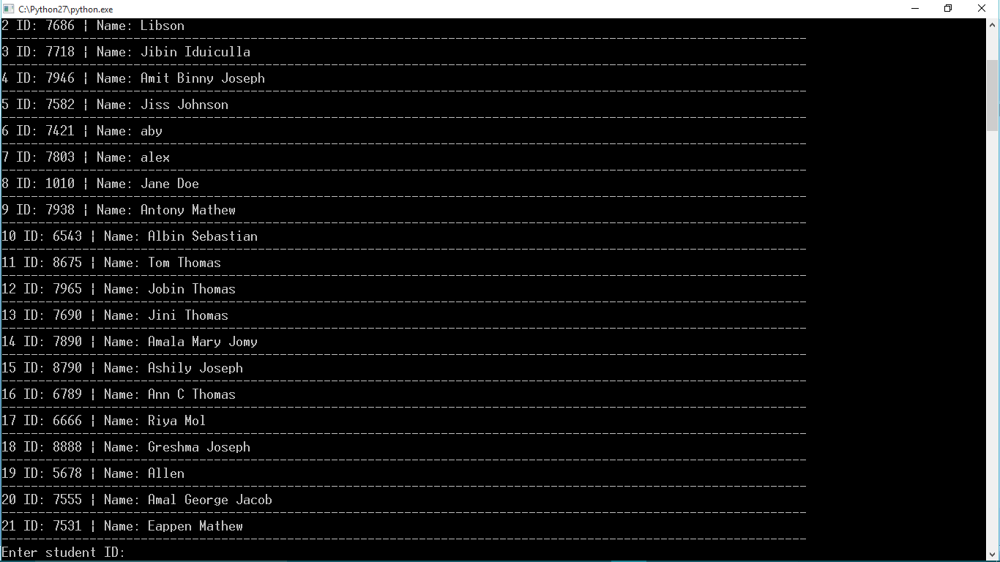 C:\Python27\python.exe
2 ID: 7686 | Name: Libson
--------------------------------------------------------------------------------------------------------------
3 ID: 7718 | Name: Jibin Iduiculla
--------------------------------------------------------------------------------------------------------------
4 ID: 7946 | Name: Amit Binny Joseph
--------------------------------------------------------------------------------------------------------------
5 ID: 7582 | Name: Jiss Johnson
--------------------------------------------------------------------------------------------------------------
6 ID: 7421 | Name: aby
--------------------------------------------------------------------------------------------------------------
7 ID: 7803 | Name: alex
--------------------------------------------------------------------------------------------------------------
8 ID: 1010 | Name: Jane Doe
--------------------------------------------------------------------------------------------------------------
9 ID: 7938 | Name: Antony Mathew
--------------------------------------------------------------------------------------------------------------
10 ID: 6543 | Name: Albin Sebastian
--------------------------------------------------------------------------------------------------------------
11 ID: 8675 | Name: Tom Thomas
--------------------------------------------------------------------------------------------------------------
12 ID: 7965 | Name: Jobin Thomas
--------------------------------------------------------------------------------------------------------------
13 ID: 7690 | Name: Jini Thomas
--------------------------------------------------------------------------------------------------------------
14 ID: 7890 | Name: Amala Mary Jomy
--------------------------------------------------------------------------------------------------------------
15 ID: 8790 | Name: Ashily Joseph
--------------------------------------------------------------------------------------------------------------
16 ID: 6789 | Name: Ann C Thomas
--------------------------------------------------------------------------------------------------------------
17 ID: 6666 | Name: Riya Mol
--------------------------------------------------------------------------------------------------------------
18 ID: 8888 | Name: Greshma Joseph
--------------------------------------------------------------------------------------------------------------
19 ID: 5678 | Name: Allen
--------------------------------------------------------------------------------------------------------------
20 ID: 7555 | Name: Amal George Jacob
--------------------------------------------------------------------------------------------------------------
21 ID: 7531 | Name: Eappen Mathew
--------------------------------------------------------------------------------------------------------------
Enter student ID: